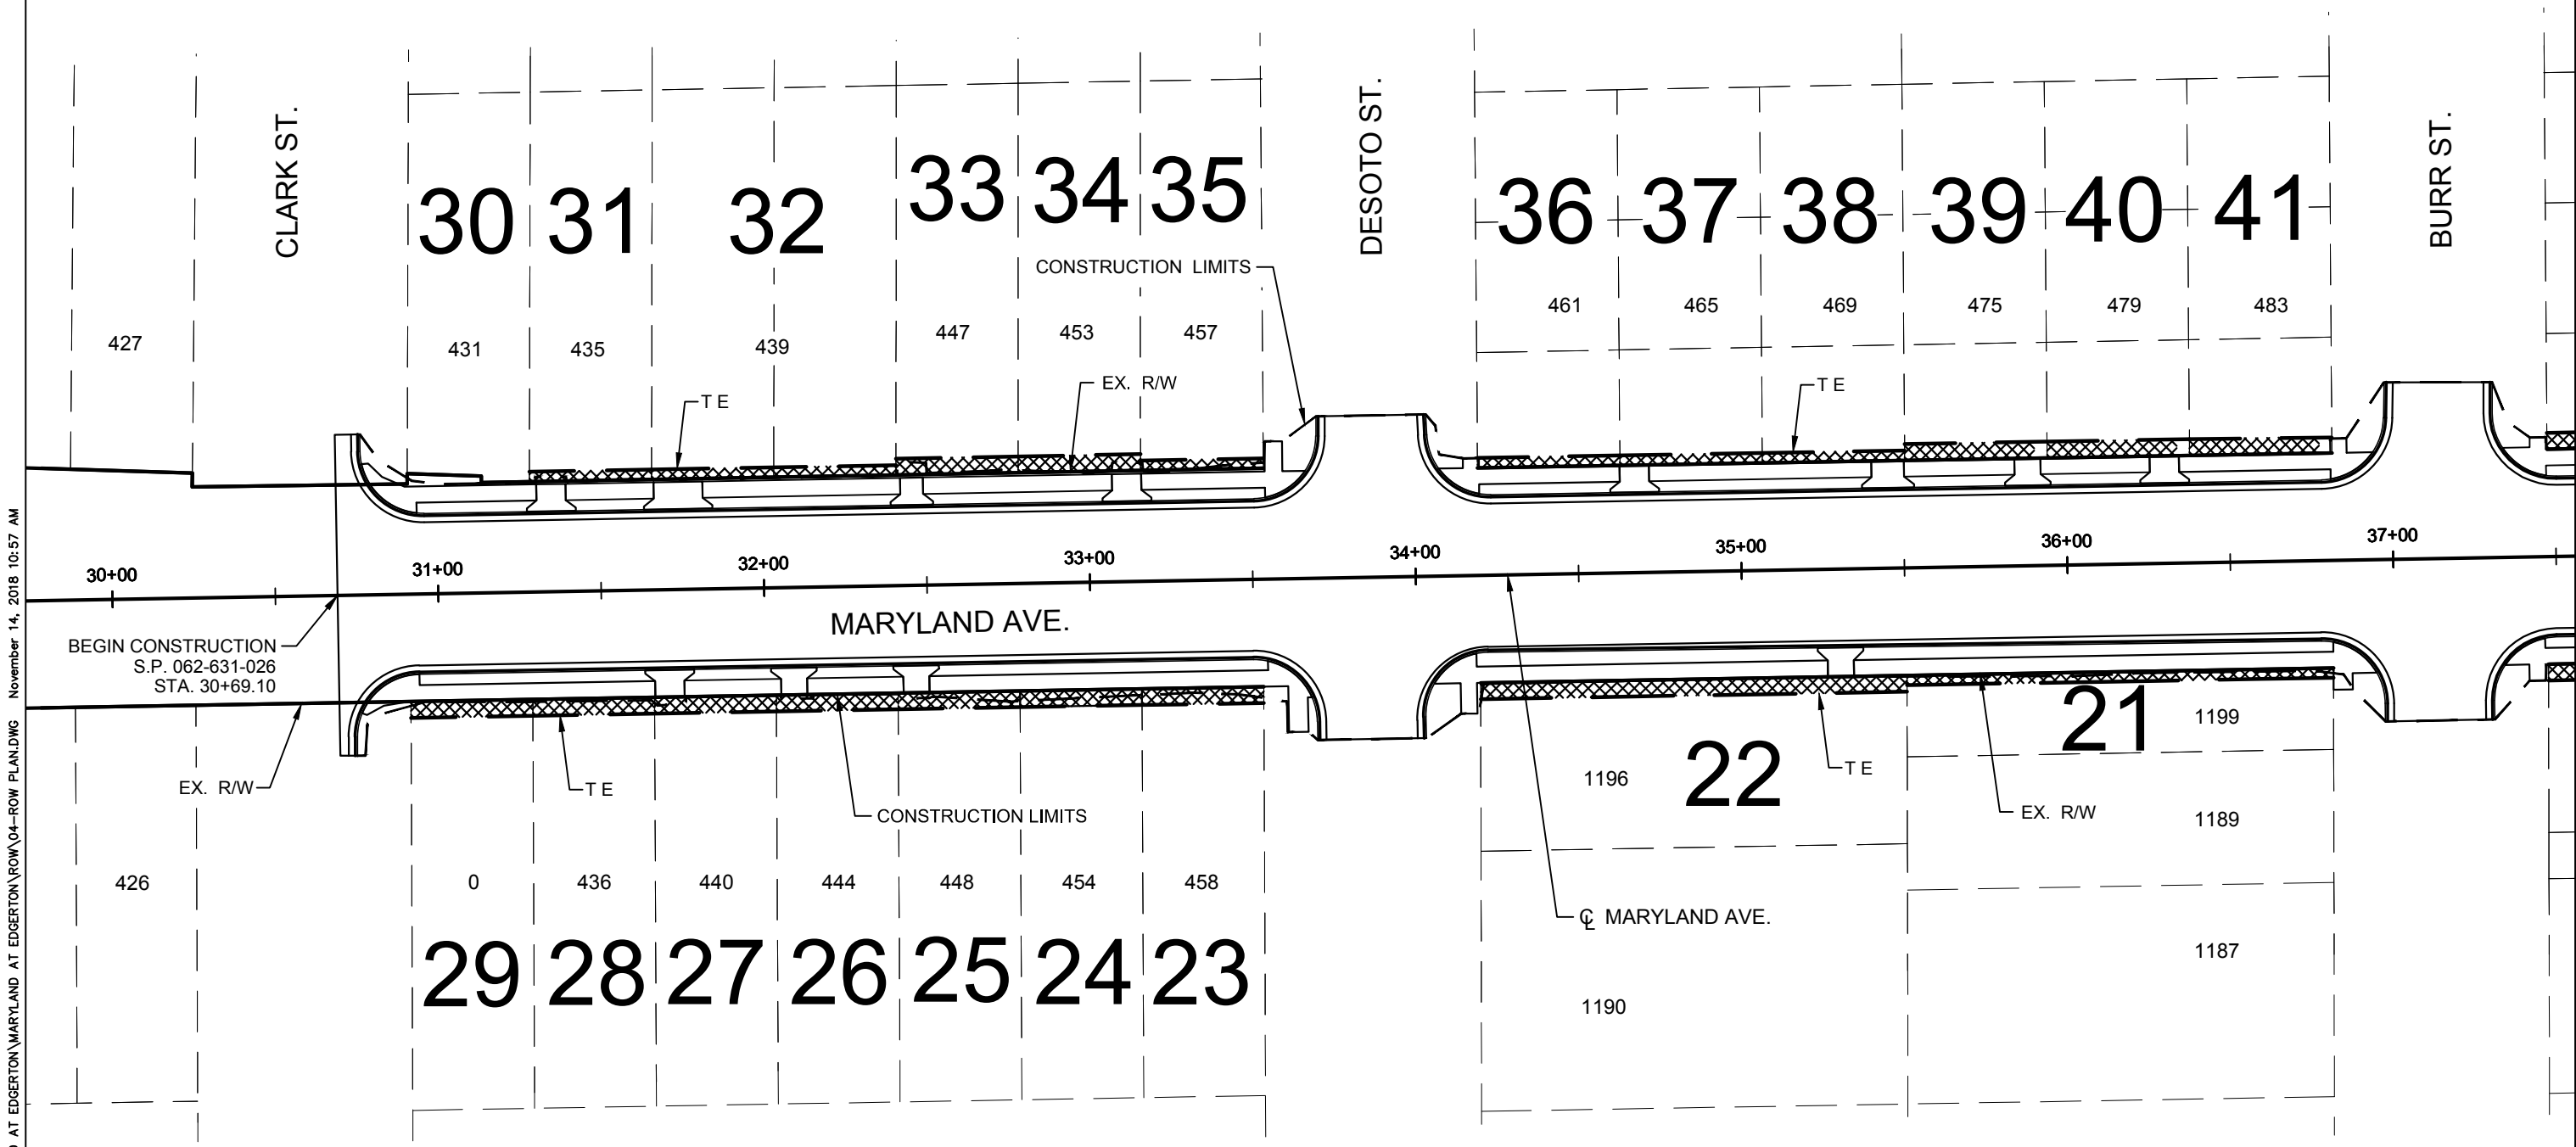 CLARK ST.
DESOTO ST.
BURR ST.
30 31 32 33 34 35 36 37 38 39 40 41
CONSTRUCTION LIMITS
427 431 435 439 447 453 457 461 465 469 475 479 483
T E
EX. R/W
T E
30+00 31+00 32+00 33+00 34+00 35+00 36+00 37+00
MARYLAND AVE.
BEGIN CONSTRUCTION
S.P. 062-631-026
STA. 30+69.10
EX. R/W
T E
CONSTRUCTION LIMITS
1196
22
T E
21
1199
EX. R/W
1189
426 0 436 440 444 448 454 458
29 28 27 26 25 24 23
℄ MARYLAND AVE.
1190
1187
AT EDGERTON\MARYLAND AT EDGERTON\ROW\04-ROW PLAN.DWG November 14, 2018 10:57 AM